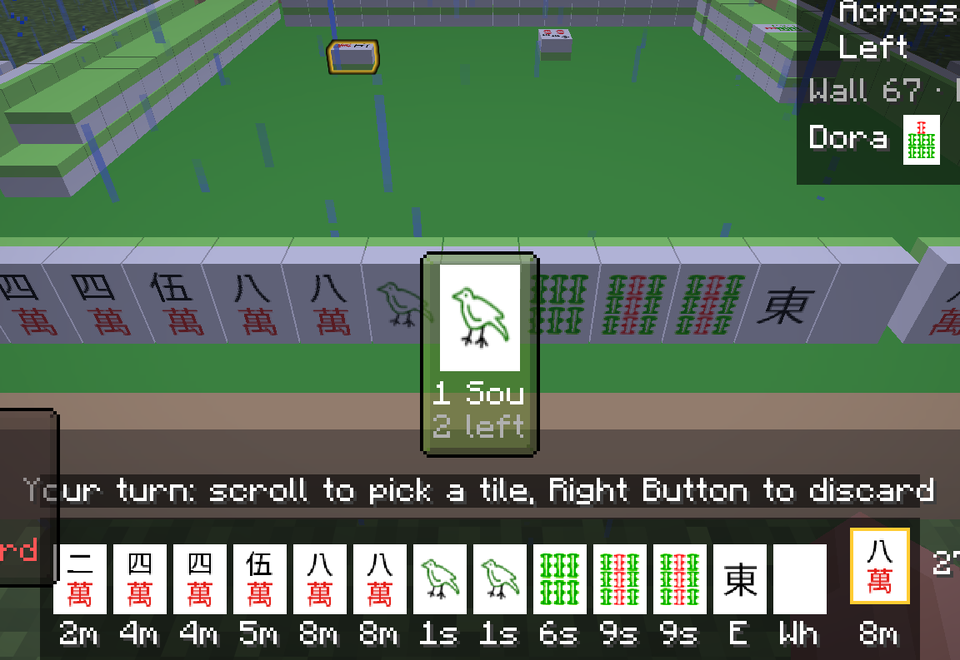 Across
Left
Wall 67 ·
Dora
四 四 伍 八 八 東
萬 萬 萬 萬 萬 萬
1 Sou
2 left
Your turn: scroll to pick a tile, Right Button to discard
rd
二 四 四 伍 八 八 東 八
萬 萬 萬 萬 萬 萬 萬
2m 4m 4m 5m 8m 8m 1s 1s 6s 9s 9s E Wh 8m